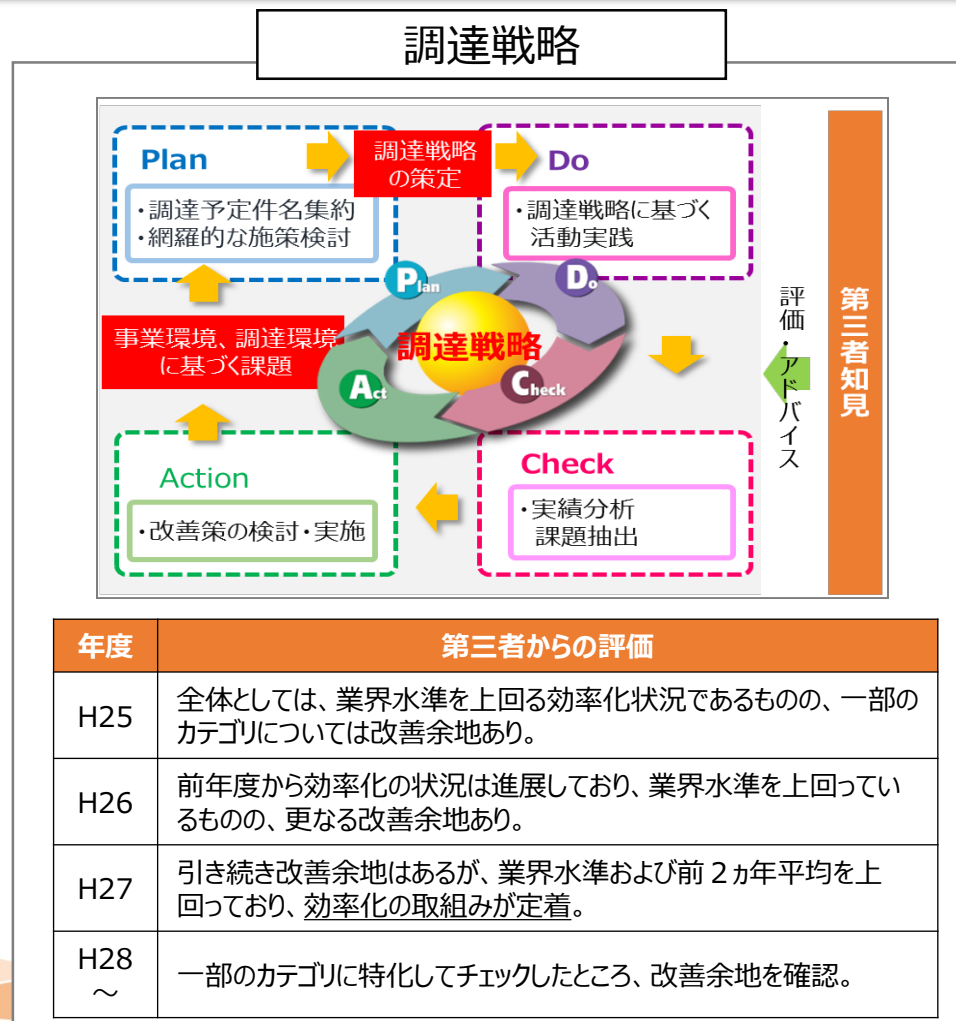 調達戦略
Plan
・調達予定件名集約
・網羅的な施策検討
調達戦略
の策定
Do
・調達戦略に基づく
活動実践
事業環境、調達環境
に基づく課題
Plan
Do
調達戦略
Act
Check
Action
・改善策の検討・実施
Check
・実績分析
課題抽出
評価・アドバイス
第三者知見
年度 第三者からの評価
H25 全体としては、業界水準を上回る効率化状況であるものの、一部の
カテゴリについては改善余地あり。
H26 前年度から効率化の状況は進展しており、業界水準を上回ってい
るものの、更なる改善余地あり。
H27 引き続き改善余地はあるが、業界水準および前2ヵ年平均を上
回っており、効率化の取組みが定着。
H28
～
一部のカテゴリに特化してチェックしたところ、改善余地を確認。